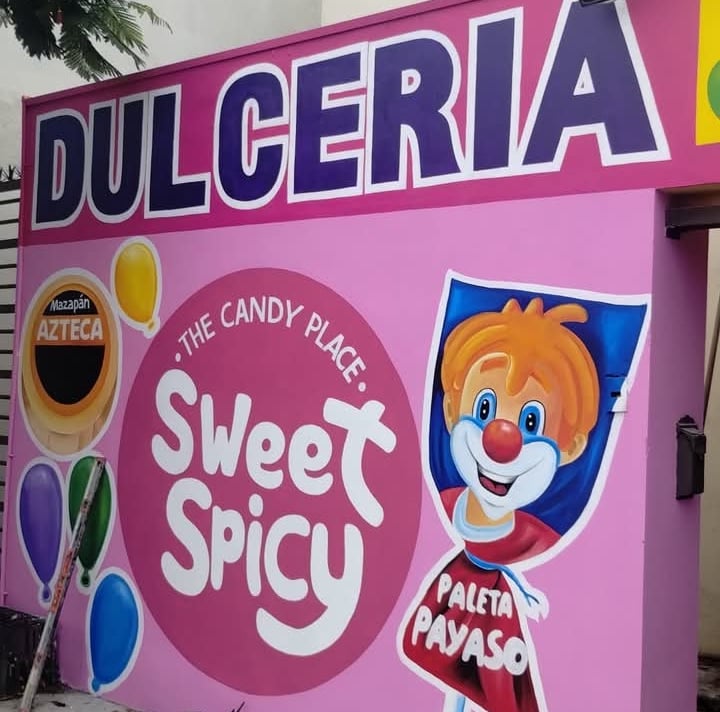 DULCERIA
Mazapán
AZTECA
• THE CANDY PLACE •
Sweet
Spicy
PALETA
PAYASO